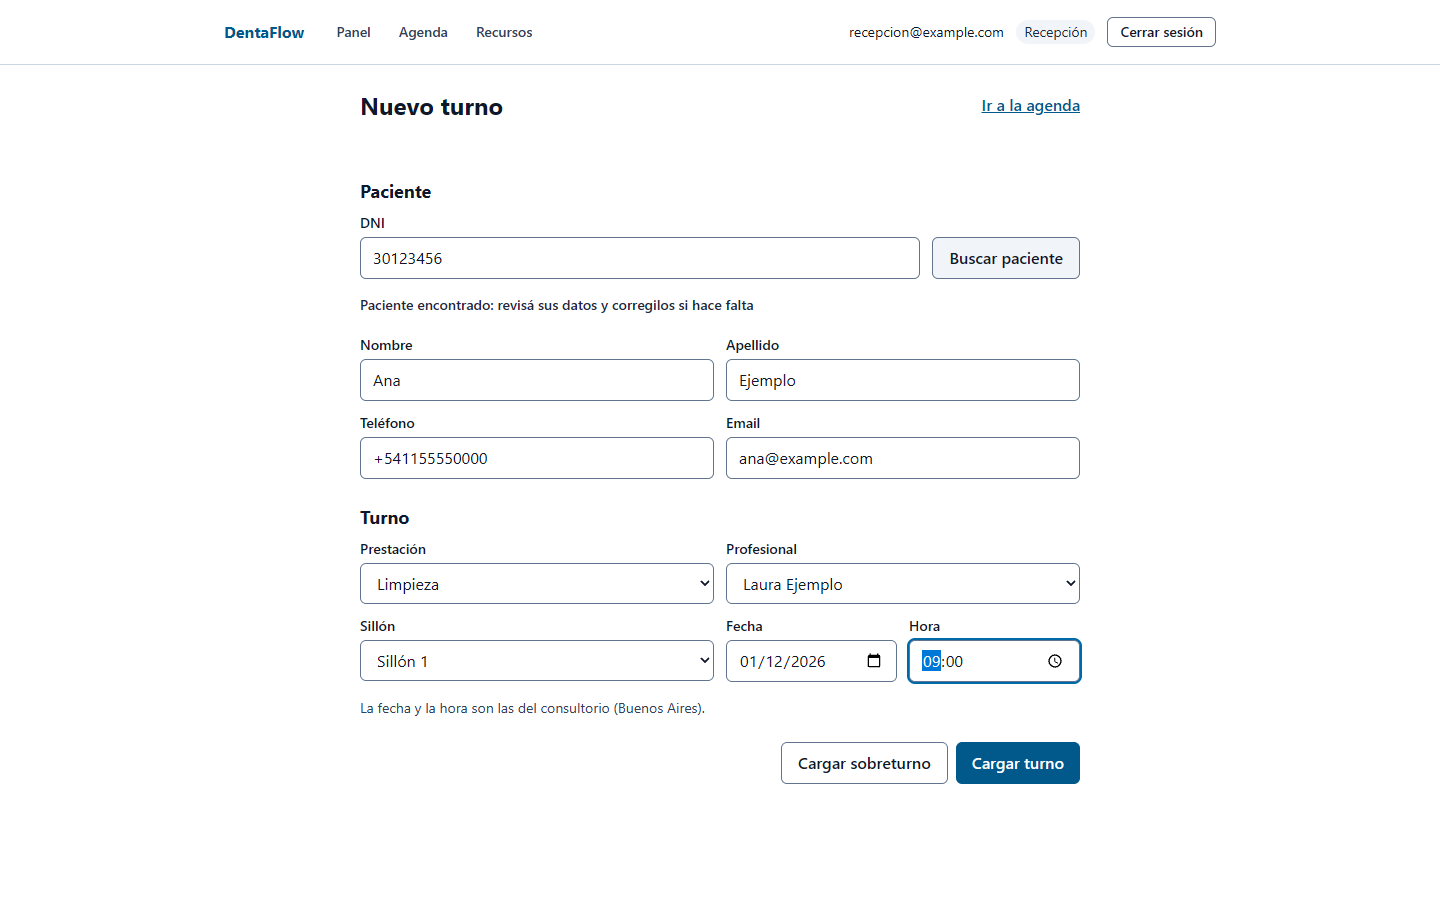 DentaFlow Panel Agenda Recursos recepcion@example.com Recepción Cerrar sesión
Nuevo turno Ir a la agenda
Paciente
DNI
30123456 Buscar paciente
Paciente encontrado: revisá sus datos y corregilos si hace falta
Nombre Apellido
Ana Ejemplo
Teléfono Email
+541155550000 ana@example.com
Turno
Prestación Profesional
Limpieza Laura Ejemplo
Sillón Fecha Hora
Sillón 1 01/12/2026 09:00
La fecha y la hora son las del consultorio (Buenos Aires).
Cargar sobreturno Cargar turno